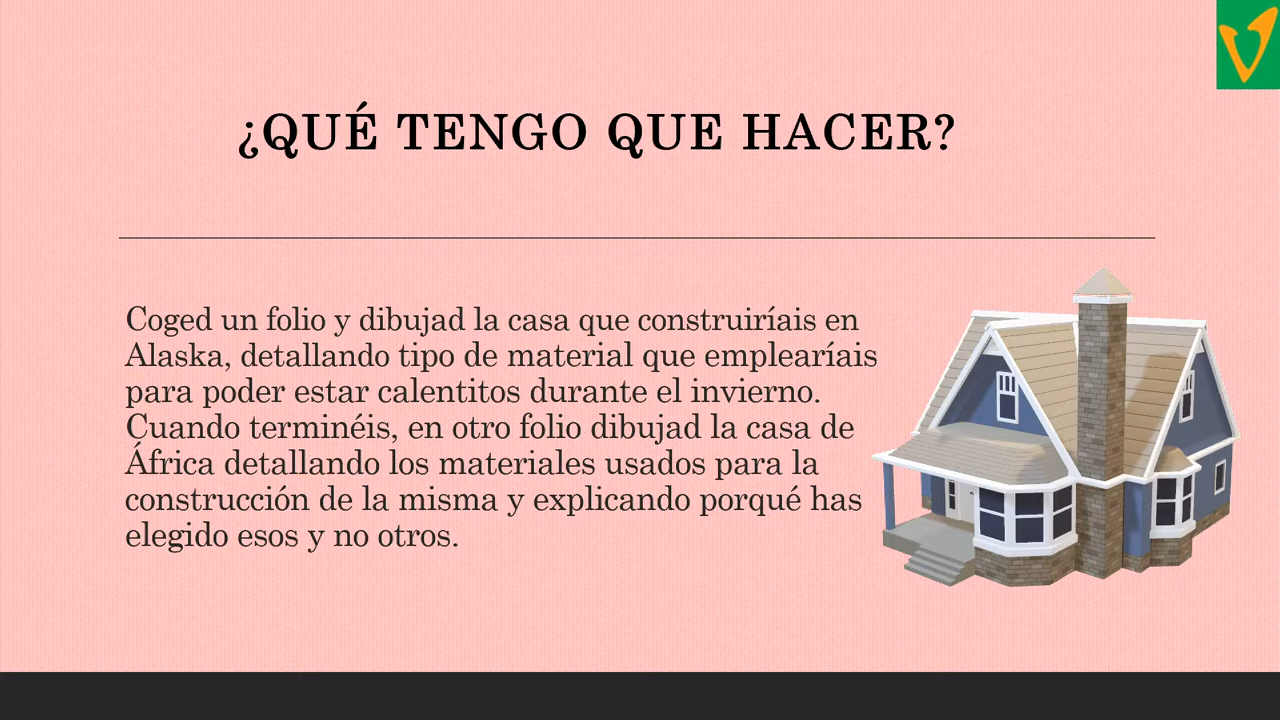 ¿QUÉ TENGO QUE HACER?
Coged un folio y dibujad la casa que construiríais en
Alaska, detallando tipo de material que emplearíais
para poder estar calentitos durante el invierno.
Cuando terminéis, en otro folio dibujad la casa de
África detallando los materiales usados para la
construcción de la misma y explicando porqué has
elegido esos y no otros.